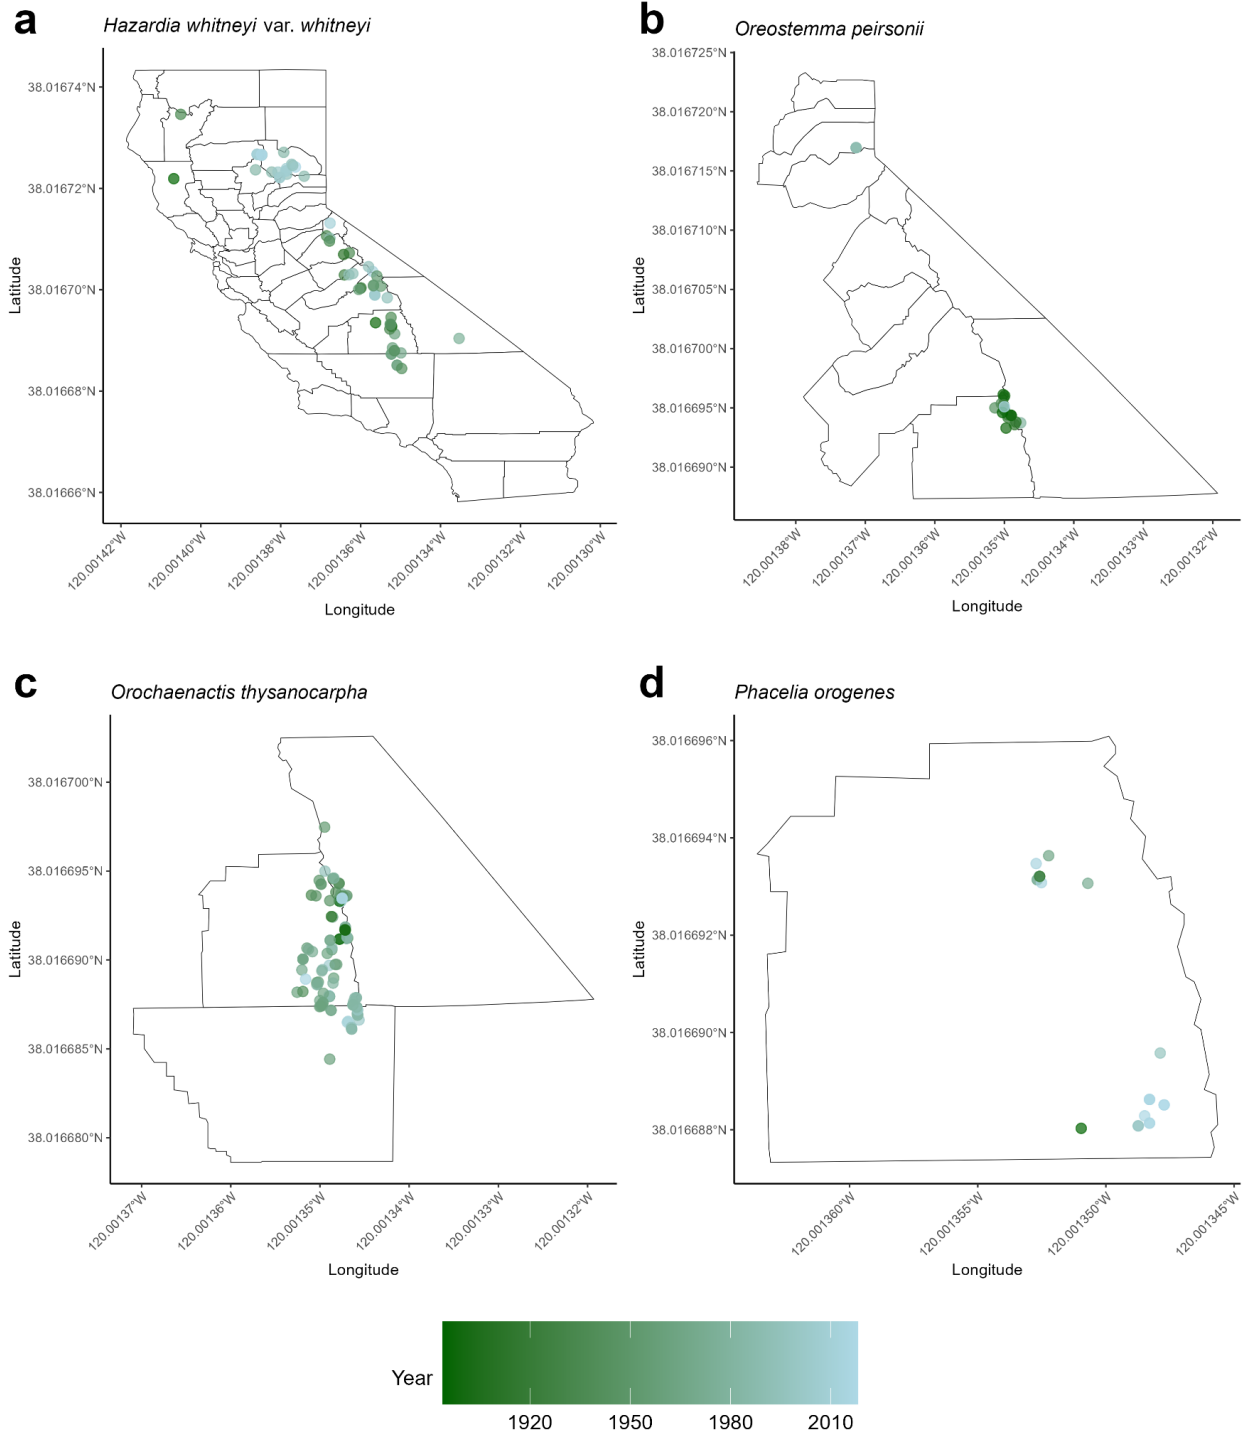 a
Hazardia whitneyi var. whitneyi
38.01674°N
38.01672°N
38.01670°N
38.01668°N
38.01666°N
Latitude
120.00142°W
120.00140°W
120.00138°W
120.00136°W
120.00134°W
120.00132°W
120.00130°W
Longitude
b
Oreostemma peirsonii
38.016725°N
38.016720°N
38.016715°N
38.016710°N
38.016705°N
38.016700°N
38.016695°N
38.016690°N
Latitude
120.00138°W
120.00137°W
120.00136°W
120.00135°W
120.00134°W
120.00133°W
120.00132°W
Longitude
c
Orochaenactis thysanocarpha
38.016700°N
38.016695°N
38.016690°N
38.016685°N
38.016680°N
Latitude
120.00137°W
120.00136°W
120.00135°W
120.00134°W
120.00133°W
120.00132°W
Longitude
d
Phacelia orogenes
38.016696°N
38.016694°N
38.016692°N
38.016690°N
38.016688°N
Latitude
120.001360°W
120.001355°W
120.001350°W
120.001345°W
Longitude
Year
1920
1950
1980
2010